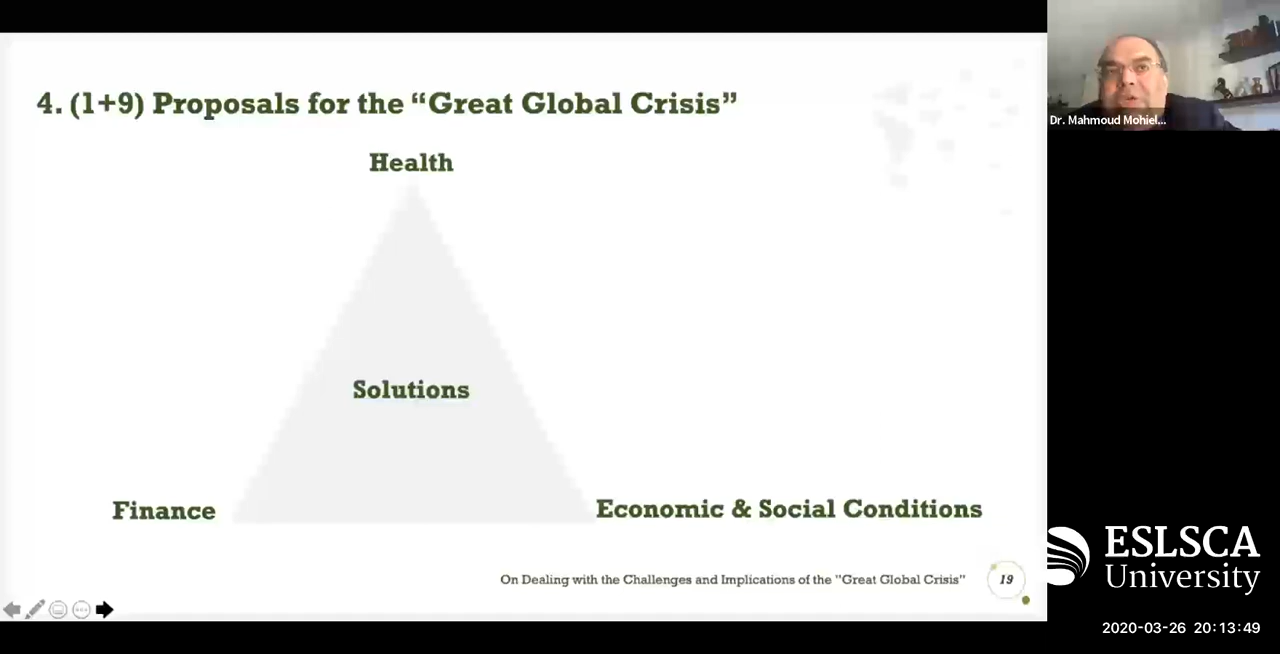 4. (1+9) Proposals for the “Great Global Crisis”
Health
Solutions
Finance
Economic & Social Conditions
On Dealing with the Challenges and Implications of the "Great Global Crisis"
19
Dr. Mahmoud Mohiel...
ESLSCA
University
2020-03-26 20:13:49